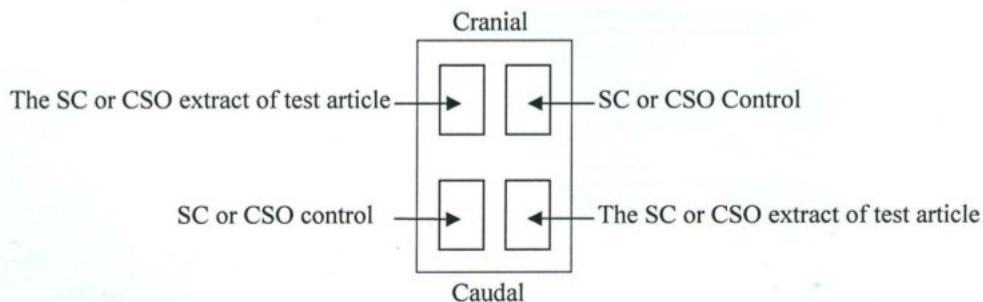 Cranial
The SC or CSO extract of test article
SC or CSO Control
SC or CSO control
The SC or CSO extract of test article
Caudal